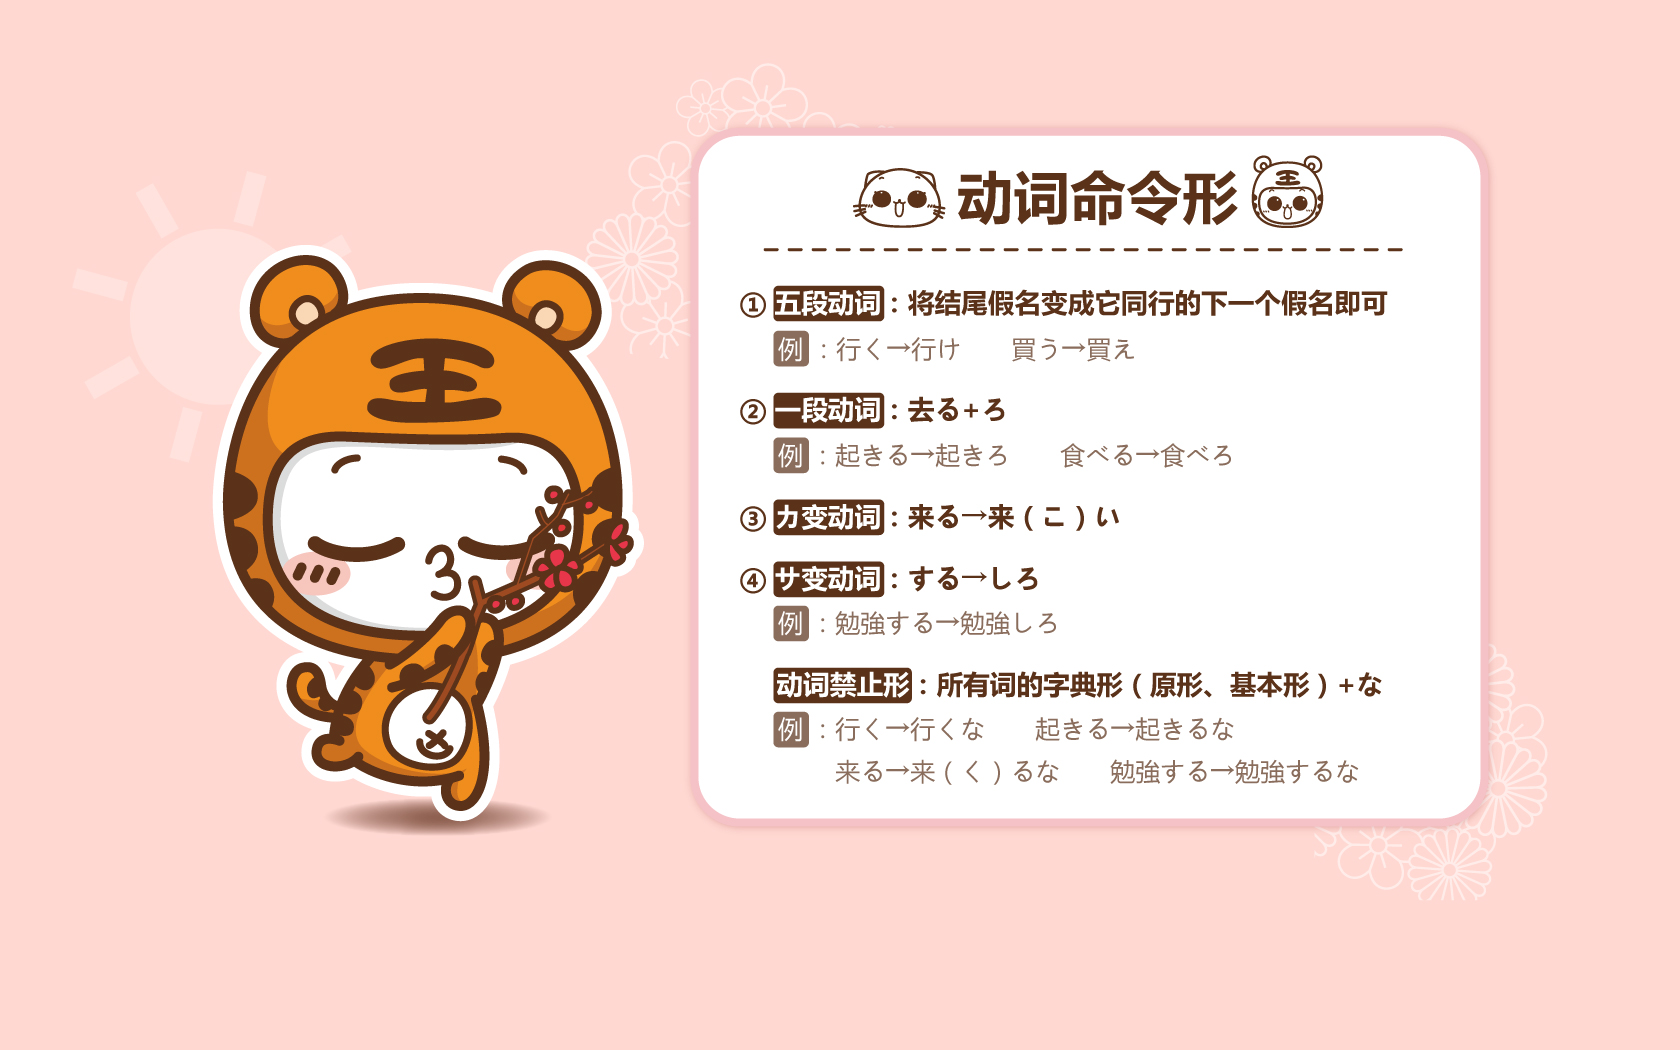 动词命令形
①五段动词：将结尾假名变成它同行的下一个假名即可
例：行く→行け　　買う→買え
②一段动词：去る+ろ
例：起きる→起きろ　　食べる→食べろ
③カ变动词：来る→来（こ）い
④サ变动词：する→しろ
例：勉強する→勉強しろ
动词禁止形：所有词的字典形（原形、基本形）+な
例：行く→行くな　　起きる→起きるな
来る→来（く）るな　　勉強する→勉強するな
王